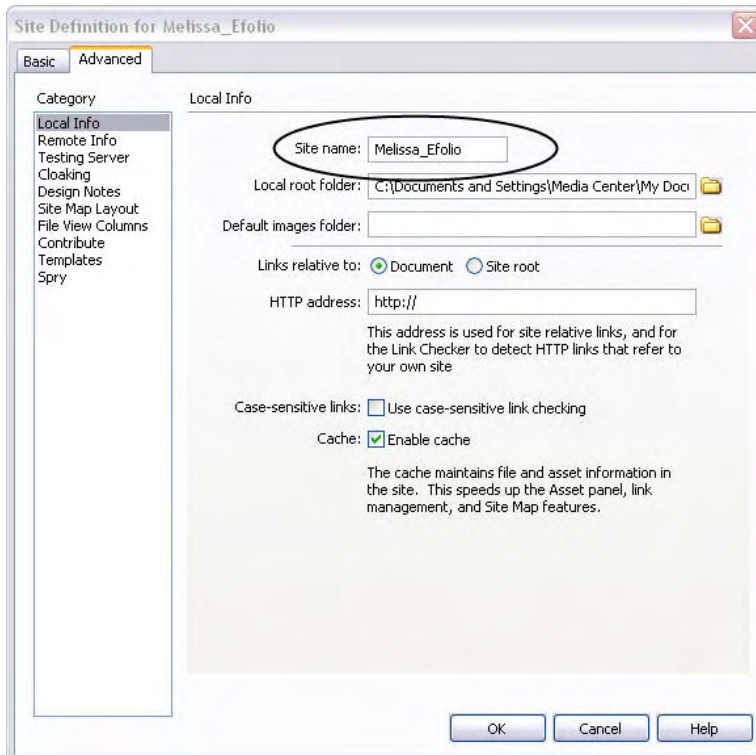 Site Definition for Melissa_Efolio
Basic
Advanced
Category
Local Info
Remote Info
Testing Server
Cloaking
Design Notes
Site Map Layout
File View Columns
Contribute
Templates
Spry
Local Info
Site name: Melissa_Efolio
Local root folder: C:\Documents and Settings\Media Center\My Docu
Default images folder:
Links relative to: Document Site root
HTTP address: http://
This address is used for site relative links, and for
the Link Checker to detect HTTP links that refer to
your own site
Case-sensitive links: Use case-sensitive link checking
Cache: Enable cache
The cache maintains file and asset information in
the site. This speeds up the Asset panel, link
management, and Site Map features.
OK Cancel Help